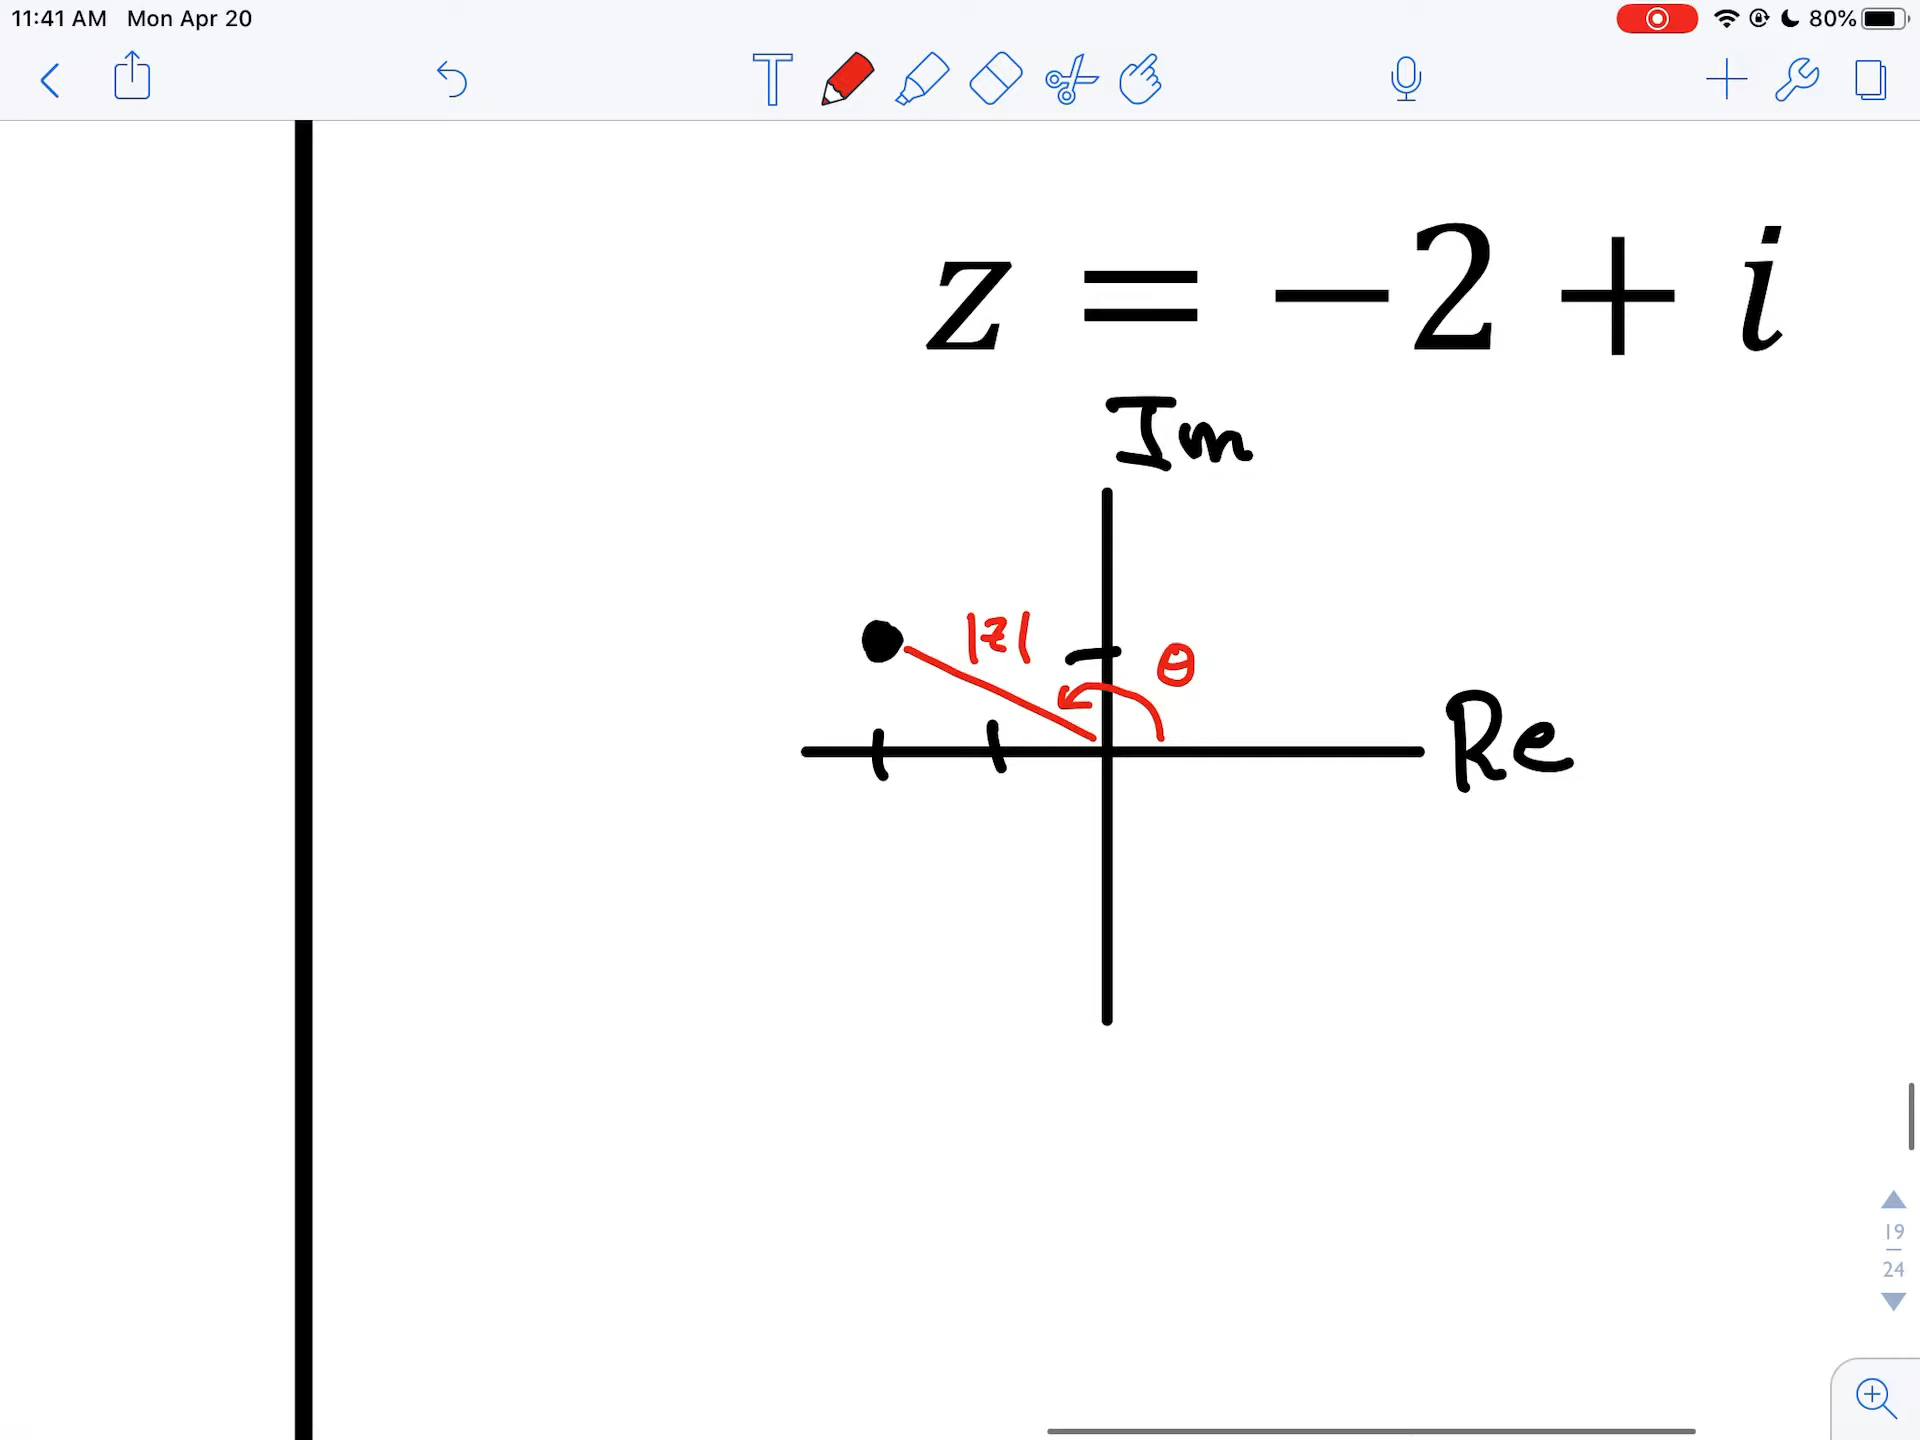 11:41 AM Mon Apr 20
80%
T
z = −2 + i
Im
|z|
θ
Re
19
24